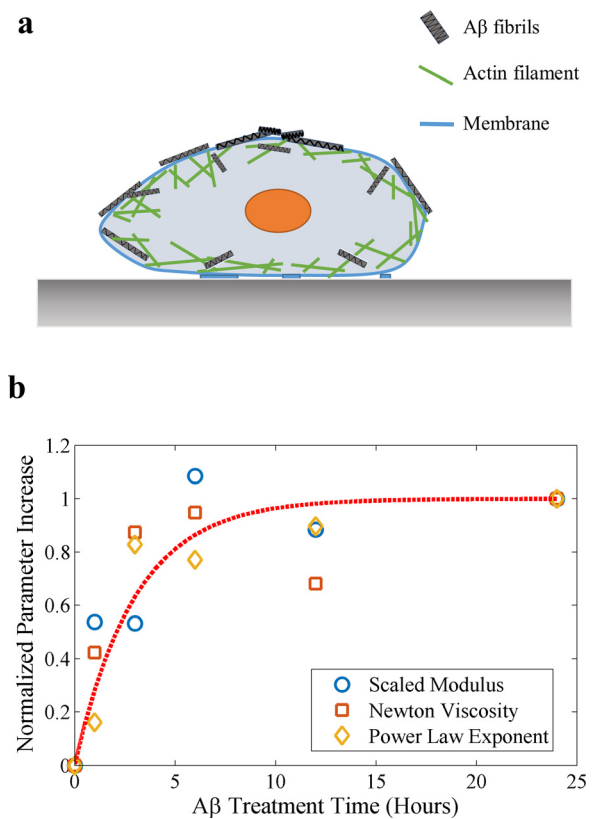 a
Aβ fibrils
Actin filament
Membrane
b
Normalized Parameter Increase
1.2
1
0.8
0.6
0.4
0.2
0
0
5
10
15
20
25
Scaled Modulus
Newton Viscosity
Power Law Exponent
Aβ Treatment Time (Hours)